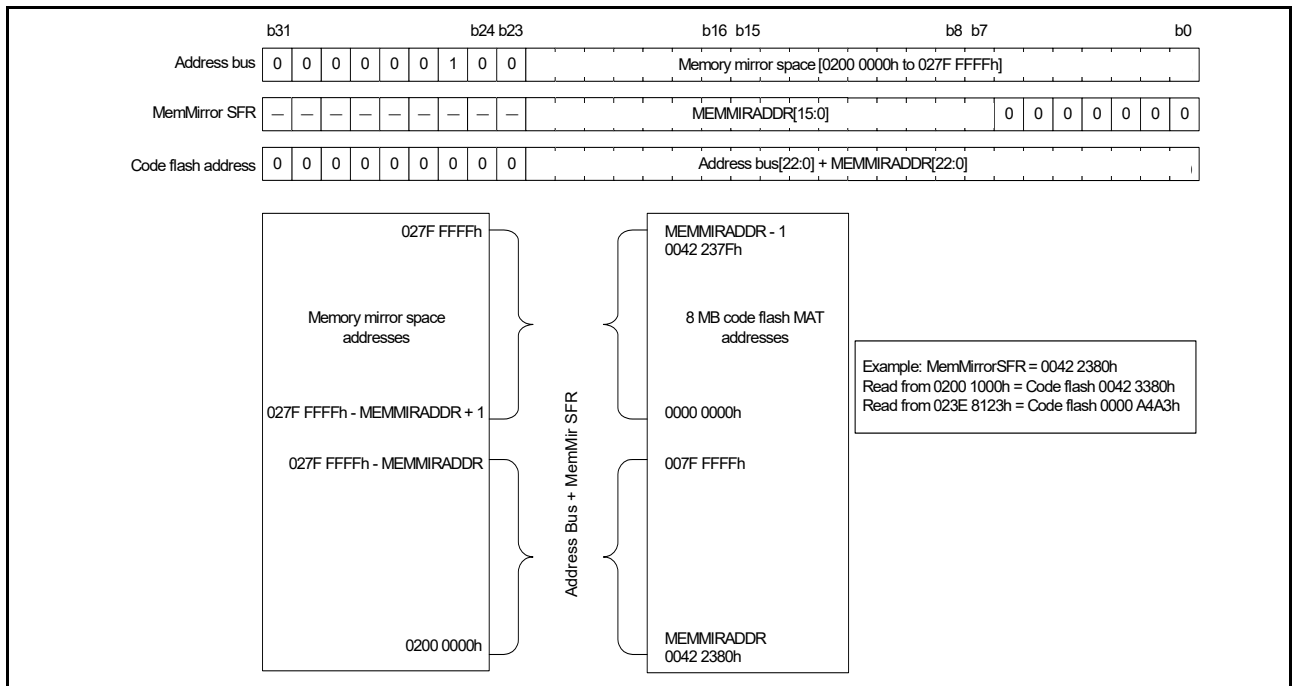 b31 b24 b23 b16 b15 b8 b7 b0
Address bus 0 0 0 0 0 0 1 0 0 Memory mirror space [0200 0000h to 027F FFFFh]
MemMirror SFR — — — — — — — — — MEMMIRADDR[15:0] 0 0 0 0 0 0 0
Code flash address 0 0 0 0 0 0 0 0 0 Address bus[22:0] + MEMMIRADDR[22:0]
027F FFFFh
Memory mirror space
addresses
027F FFFFh - MEMMIRADDR + 1
027F FFFFh - MEMMIRADDR
0200 0000h
Address Bus + MemMir SFR
MEMMIRADDR - 1
0042 237Fh
8 MB code flash MAT
addresses
0000 0000h
007F FFFFh
MEMMIRADDR
0042 2380h
Example: MemMirrorSFR = 0042 2380h
Read from 0200 1000h = Code flash 0042 3380h
Read from 023E 8123h = Code flash 0000 A4A3h